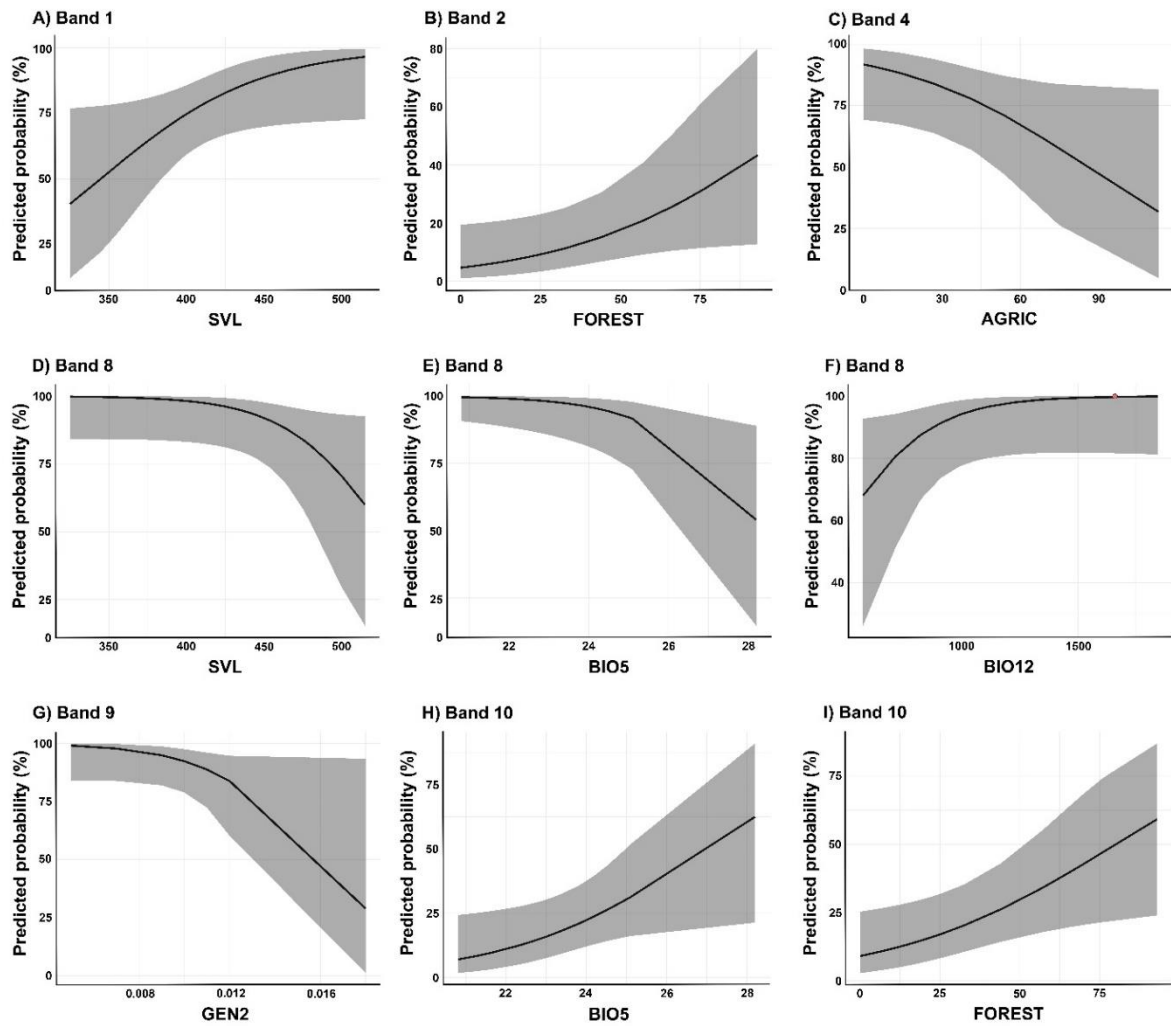 A) Band 1
Predicted probability (%)
100
75
50
25
0
350 400 450 500
SVL
B) Band 2
Predicted probability (%)
80
60
40
20
0
0 25 50 75
FOREST
C) Band 4
Predicted probability (%)
100
75
50
25
0
0 30 60 90
AGRIC
D) Band 8
Predicted probability (%)
100
75
50
25
0
350 400 450 500
SVL
E) Band 8
Predicted probability (%)
100
75
50
25
0
22 24 26 28
BIO5
F) Band 8
Predicted probability (%)
100
80
60
40
1000 1500
BIO12
G) Band 9
Predicted probability (%)
100
75
50
25
0
0.008 0.012 0.016
GEN2
H) Band 10
Predicted probability (%)
75
50
25
0
22 24 26 28
BIO5
I) Band 10
Predicted probability (%)
75
50
25
0
0 25 50 75
FOREST